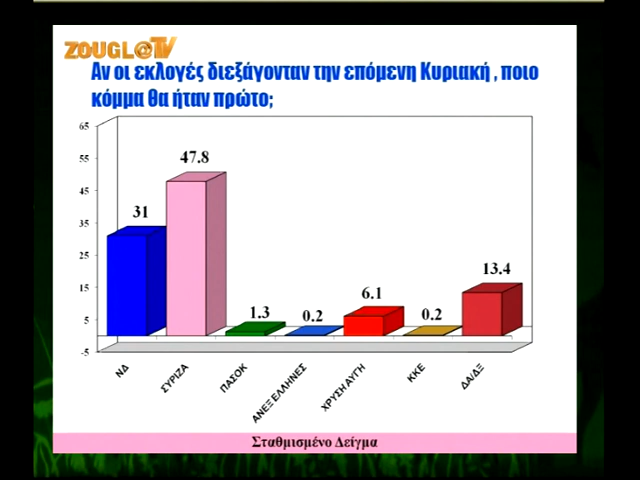 ZOUGL@TV
Αν οι εκλογές διεξάγονταν την επόμενη Κυριακή , ποιο
κόμμα θα ήταν πρώτο;
65
55
45
35
25
15
5
-5
31
47.8
1.3
0.2
6.1
0.2
13.4
ΝΔ
ΣΥΡΙΖΑ
ΠΑΣΟΚ
ΑΝΕΞ ΕΛΛΗΝΕΣ
ΧΡΥΣΗ ΑΥΓΗ
ΚΚΕ
ΔΑ/ΔΞ
Σταθμισμένο Δείγμα